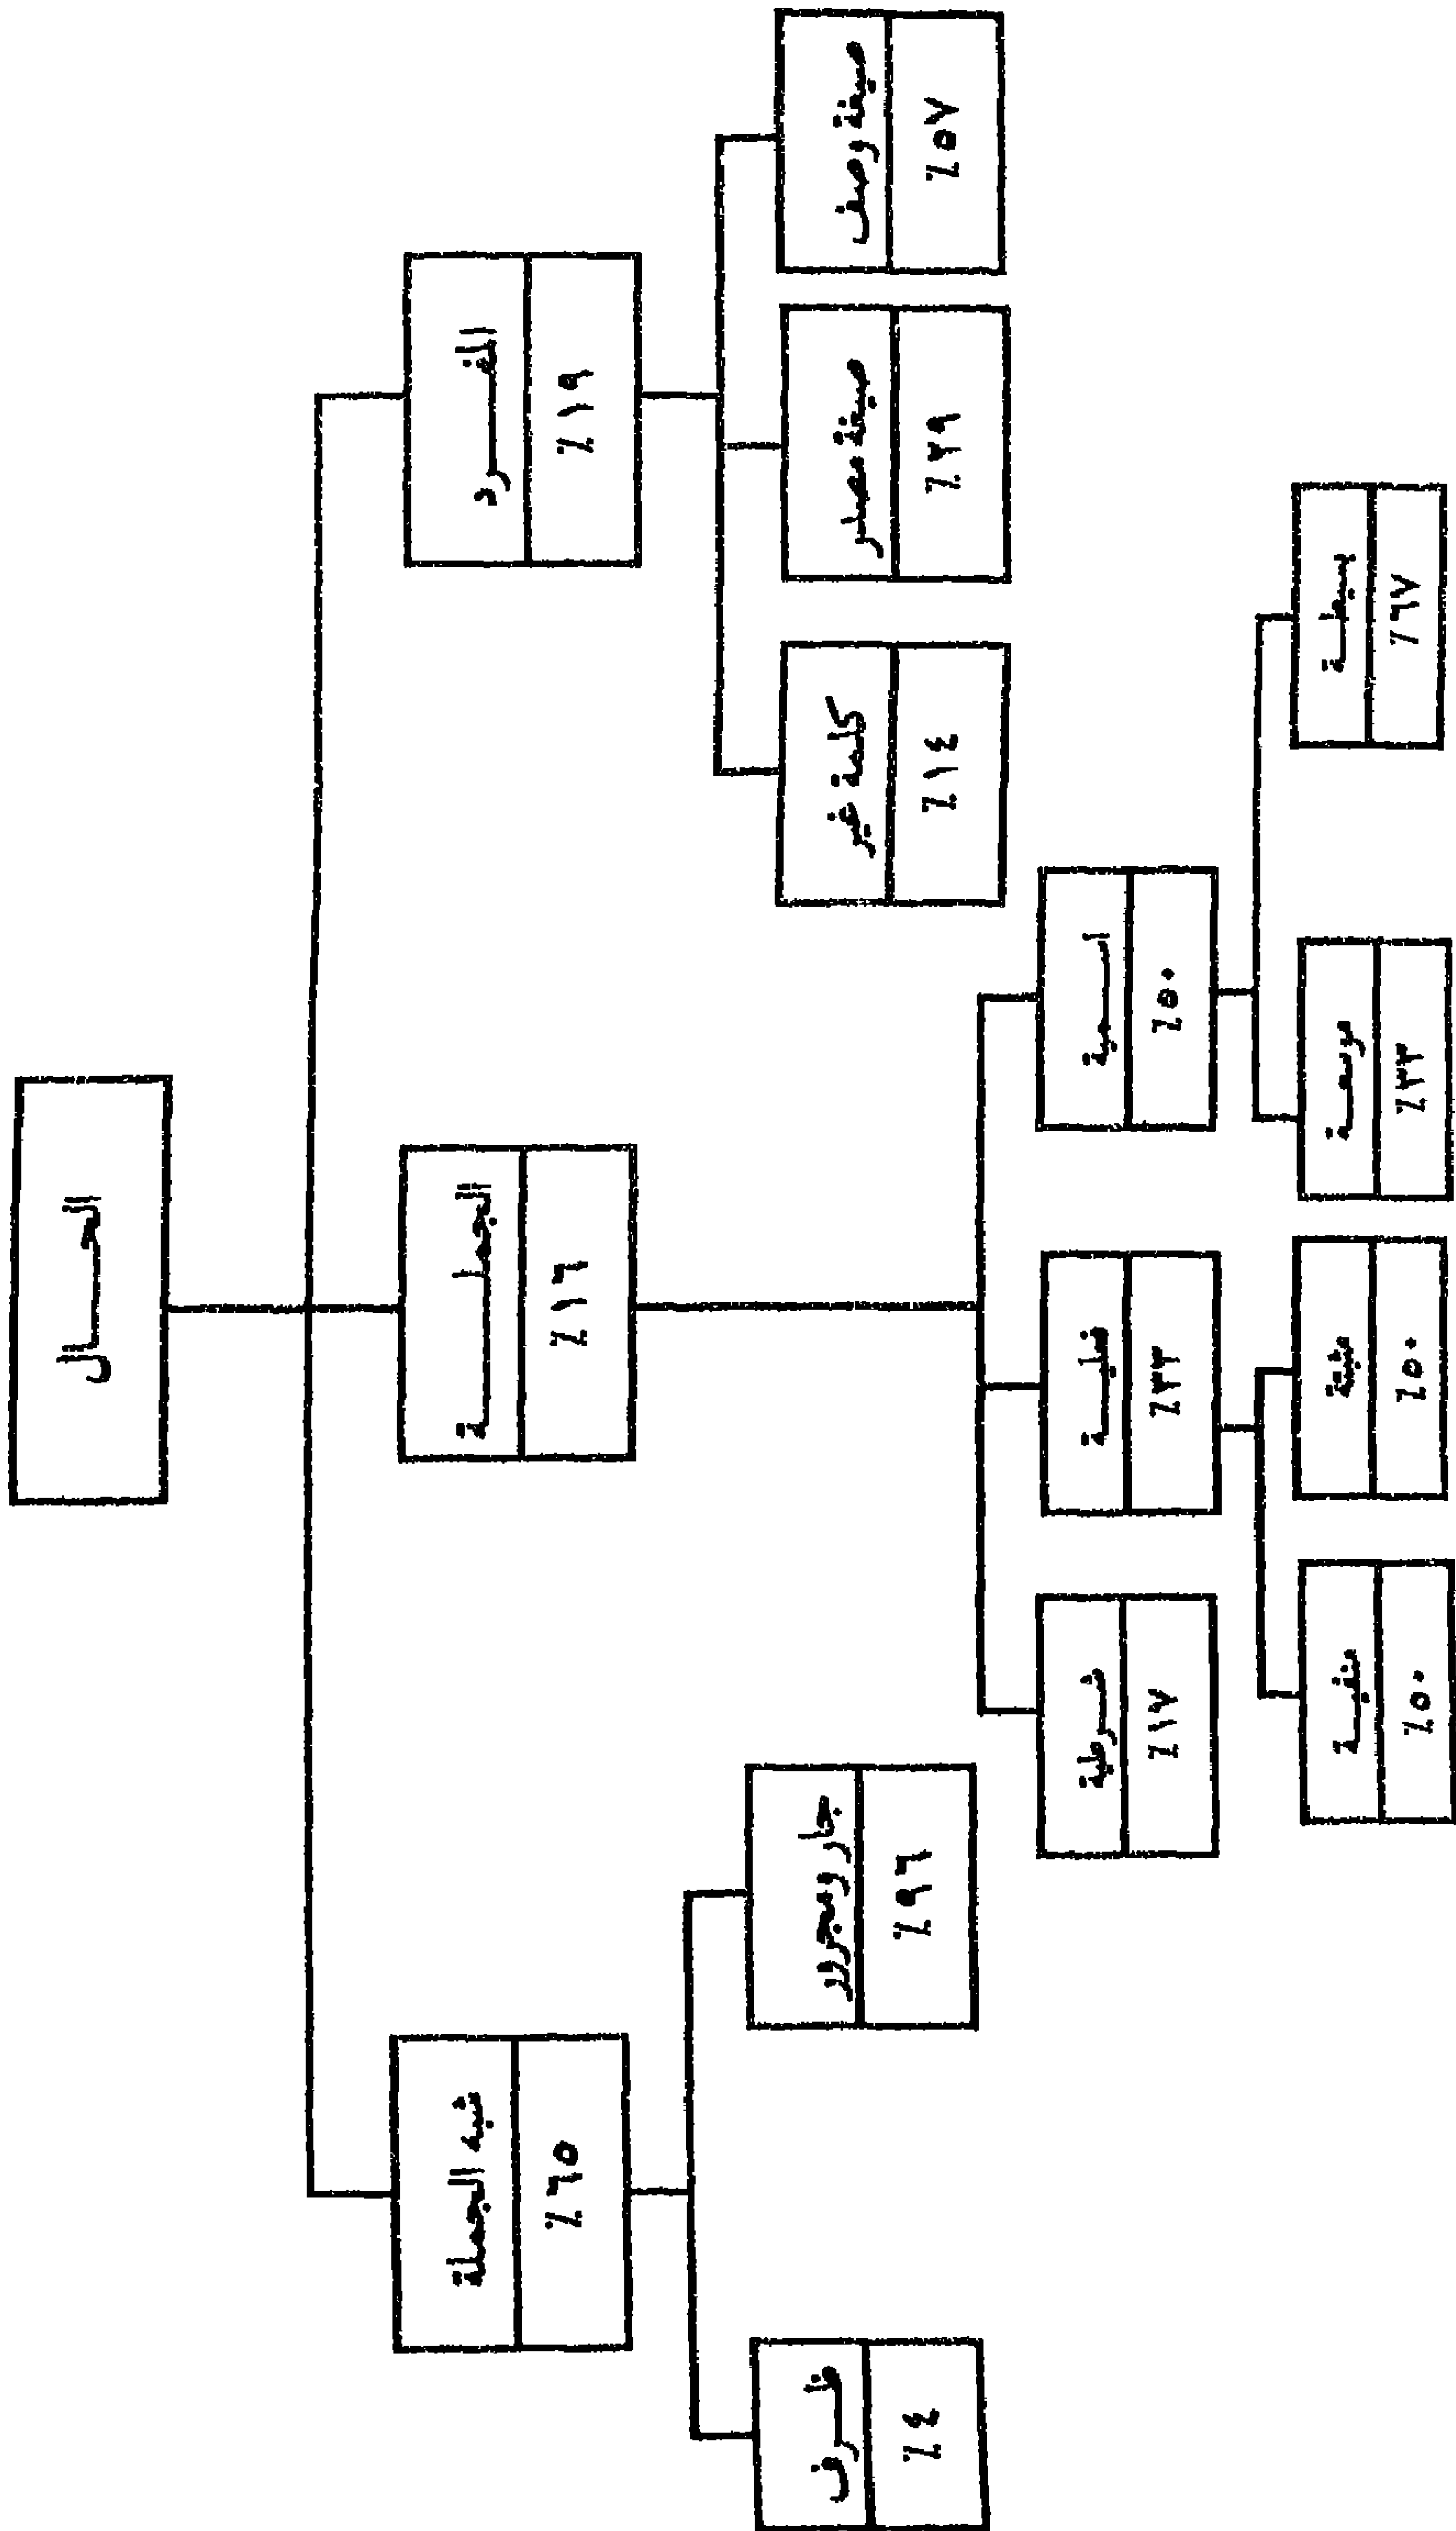 الحال
المفرد
٪١٩
الجملة
٪١٦
شبه الجملة
٪٦٥
صيغة وصف
٪٥٧
صيغة مصدر
٪٢٩
كلمة غير
٪١٤
جار ومجرور
٪٩٦
ظرف
٪٤
اسمية
٪٥٠
فعلية
٪٣٣
شرطية
٪١٧
بسيطة
٪٦٧
موسعة
٪٣٣
مثبتة
٪٥٠
منفية
٪٥٠